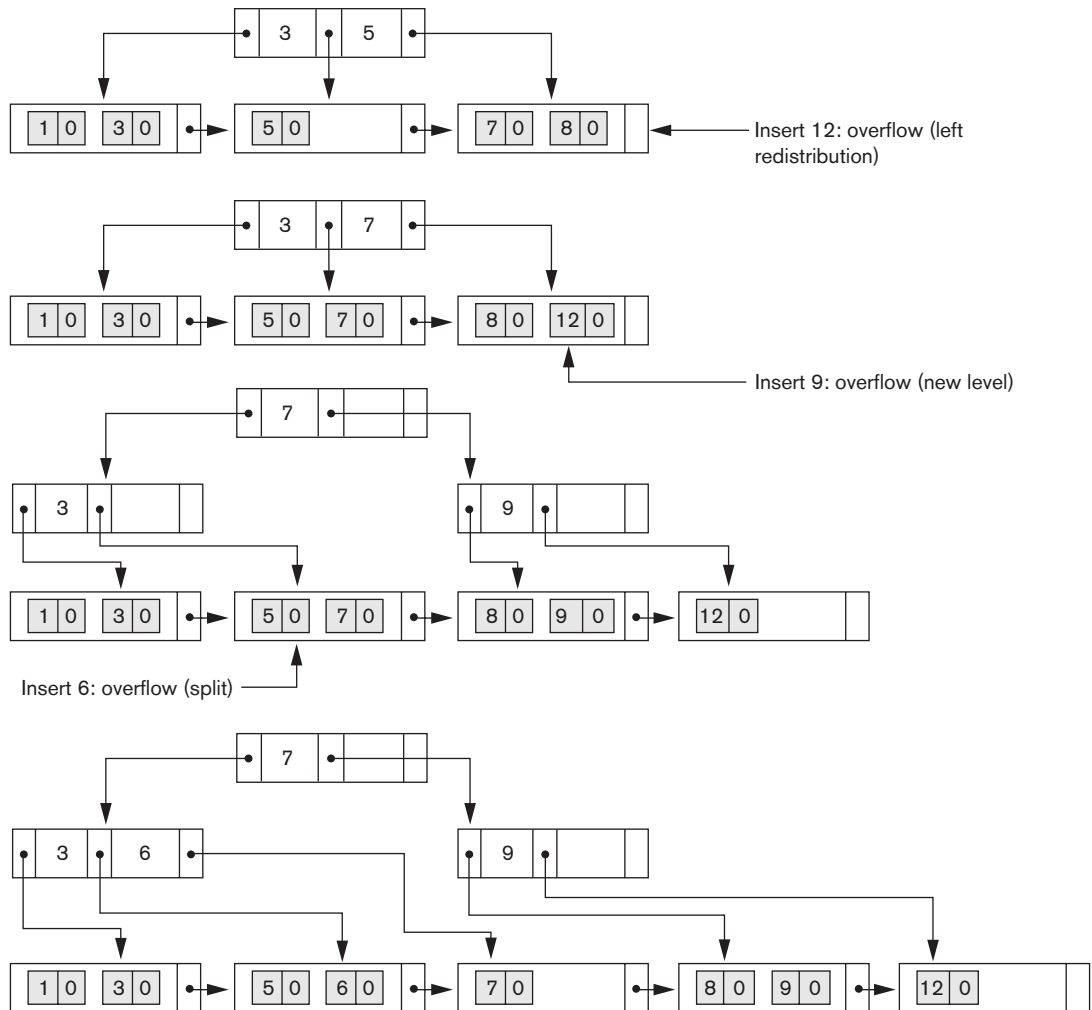 3 5
1 0 3 0 5 0 7 0 8 0
Insert 12: overflow (left
redistribution)
3 7
1 0 3 0 5 0 7 0 8 0 12 0
Insert 9: overflow (new level)
7
3 9
1 0 3 0 5 0 7 0 8 0 9 0 12 0
Insert 6: overflow (split)
7
3 6 9
1 0 3 0 5 0 6 0 7 0 8 0 9 0 12 0